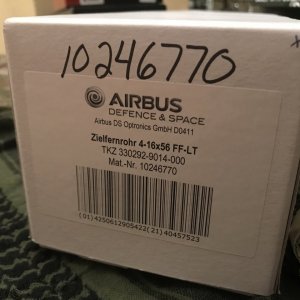 10246770
AIRBUS
DEFENCE & SPACE
Airbus DS Optronics GmbH D0411
Zielfernrohr 4-16x56 FF-LT
TKZ 330292-9014-000
Mat.-Nr. 10246770
(01)4250612905422(21)40457523